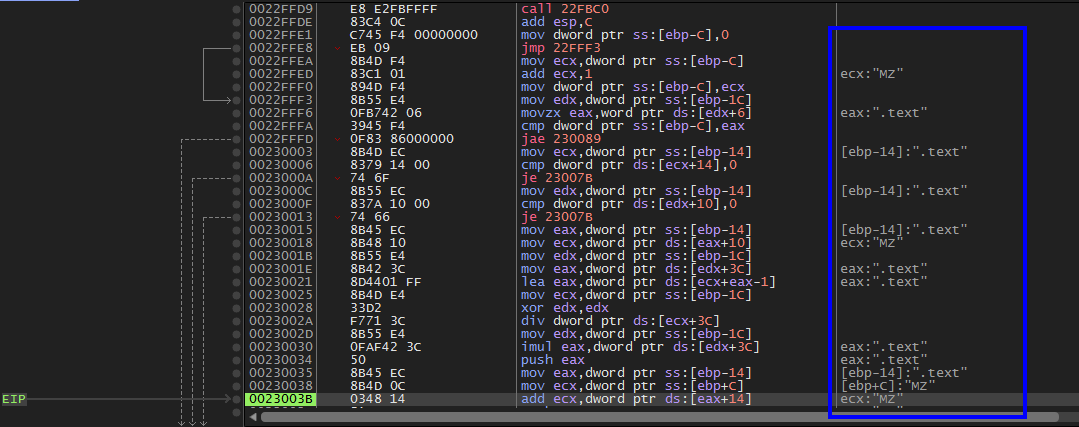 0022FFD9 E8 E2FBFFFF call 22FBC0
0022FFDE 83C4 0C add esp,C
0022FFE1 C745 F4 00000000 mov dword ptr ss:[ebp-C],0
0022FFE8 EB 09 jmp 22FFF3
0022FFEA 8B4D F4 mov ecx,dword ptr ss:[ebp-C]
0022FFED 83C1 01 add ecx,1 ecx:"MZ"
0022FFF0 894D F4 mov dword ptr ss:[ebp-C],ecx
0022FFF3 8B55 E4 mov edx,dword ptr ss:[ebp-1C]
0022FFF6 0FB742 06 movzx eax,word ptr ds:[edx+6] eax:".text"
0022FFFA 3945 F4 cmp dword ptr ss:[ebp-C],eax
0022FFFD 0F83 86000000 jae 230089
00230003 8B4D EC mov ecx,dword ptr ss:[ebp-14] [ebp-14]:".text"
00230006 8379 14 00 cmp dword ptr ds:[ecx+14],0
0023000A 74 6F je 23007B
0023000C 8B55 EC mov edx,dword ptr ss:[ebp-14] [ebp-14]:".text"
0023000F 837A 10 00 cmp dword ptr ds:[edx+10],0
00230013 74 66 je 23007B
00230015 8B45 EC mov eax,dword ptr ss:[ebp-14] [ebp-14]:".text"
00230018 8B48 10 mov ecx,dword ptr ds:[eax+10] ecx:"MZ"
0023001B 8B55 E4 mov edx,dword ptr ss:[ebp-1C]
0023001E 8B42 3C mov eax,dword ptr ds:[edx+3C] eax:".text"
00230021 8D4401 FF lea eax,dword ptr ds:[ecx+eax-1] eax:".text"
00230025 8B4D E4 mov ecx,dword ptr ss:[ebp-1C]
00230028 33D2 xor edx,edx
0023002A F771 3C div dword ptr ds:[ecx+3C]
0023002D 8B55 E4 mov edx,dword ptr ss:[ebp-1C]
00230030 0FAF42 3C imul eax,dword ptr ds:[edx+3C] eax:".text"
00230034 50 push eax eax:".text"
00230035 8B45 EC mov eax,dword ptr ss:[ebp-14] [ebp-14]:".text"
00230038 8B4D 0C mov ecx,dword ptr ss:[ebp+C] [ebp+C]:"MZ"
EIP 0023003B 0348 14 add ecx,dword ptr ds:[eax+14] ecx:"MZ"